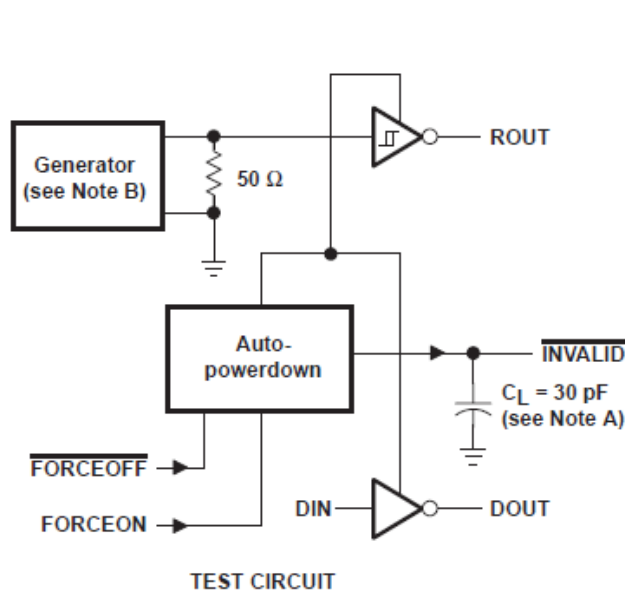 ROUT
Generator
(see Note B)
50 Ω
Auto-
powerdown
INVALID
CL = 30 pF
(see Note A)
FORCEOFF
FORCEON
DIN
DOUT
TEST CIRCUIT